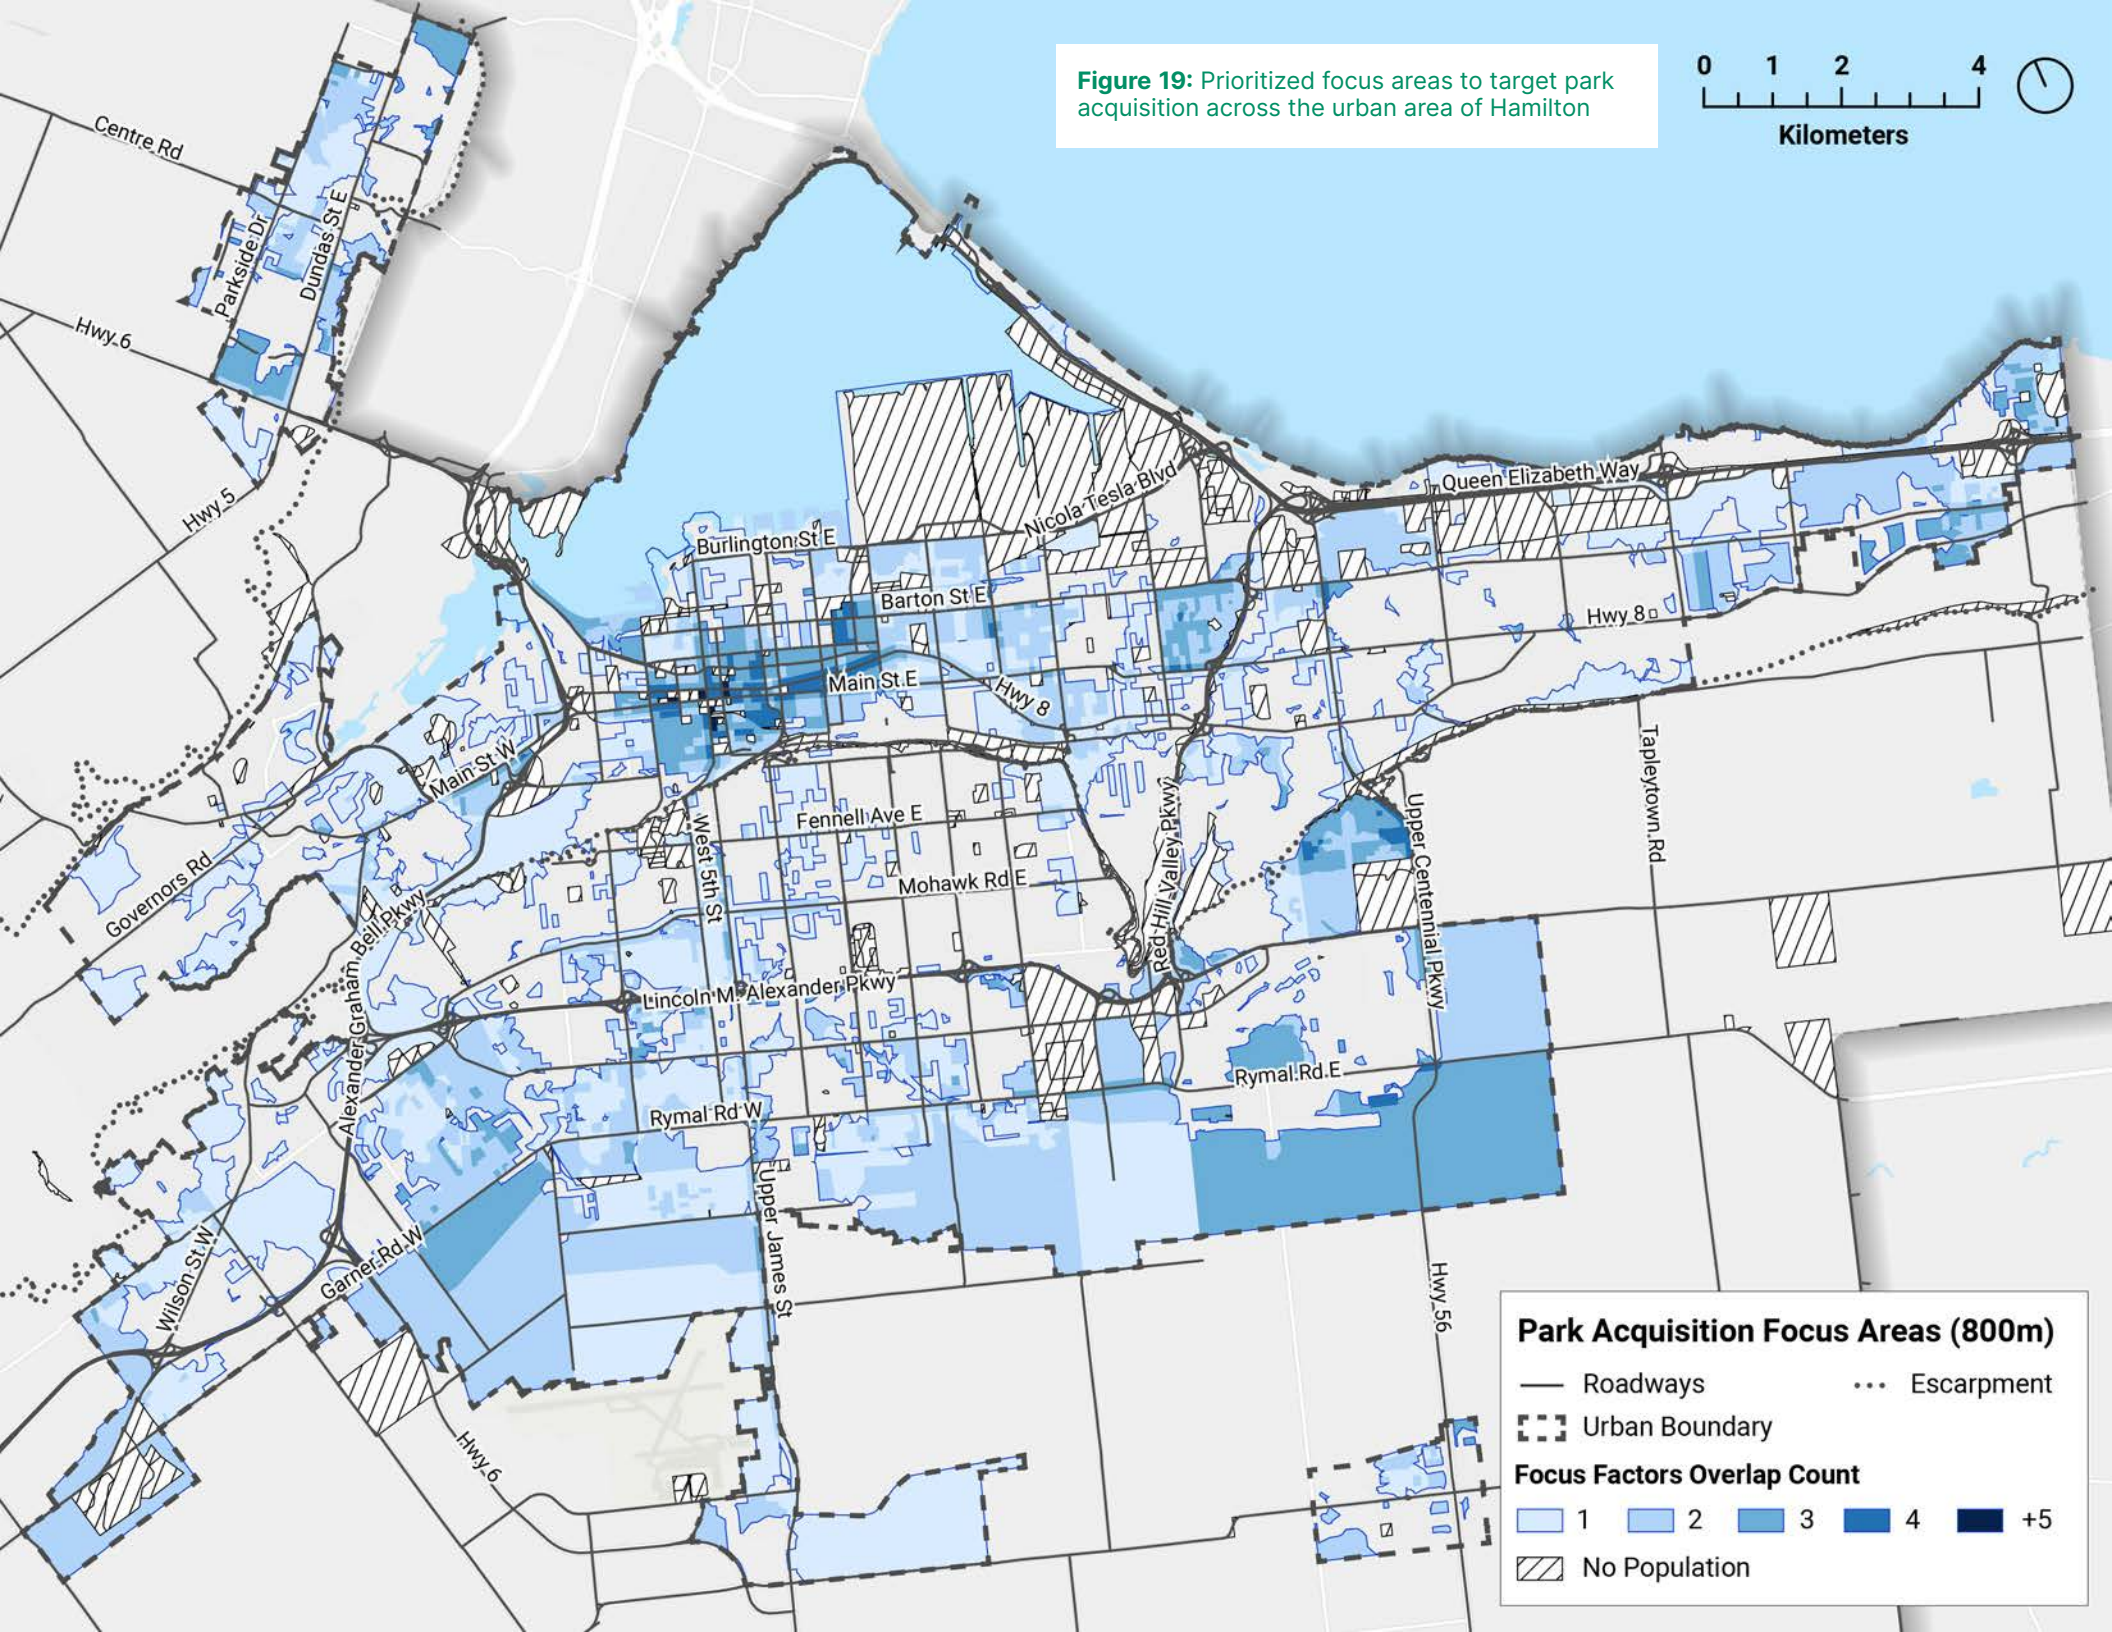 Figure 19: Prioritized focus areas to target park
acquisition across the urban area of Hamilton
0 1 2 4
Kilometers
Centre Rd
Parkside Dr
Dundas St E
Hwy 6
Hwy 5
Burlington St E
Nicola Tesla Blvd
Queen Elizabeth Way
Barton St E
Hwy 8
Main St E
Hwy 8
Main St W
Governors Rd
Fennell Ave E
West 5th St
Mohawk Rd E
Red Hill Valley Pkwy
Upper Centennial Pkwy
Tapleytown Rd
Alexander Graham Bell Pkwy
Lincoln M. Alexander Pkwy
Rymal Rd E
Rymal Rd W
Upper James St
Garner Rd W
Wilson St W
Hwy 6
Hwy 56
Park Acquisition Focus Areas (800m)
Roadways
Escarpment
Urban Boundary
Focus Factors Overlap Count
1 2 3 4 +5
No Population